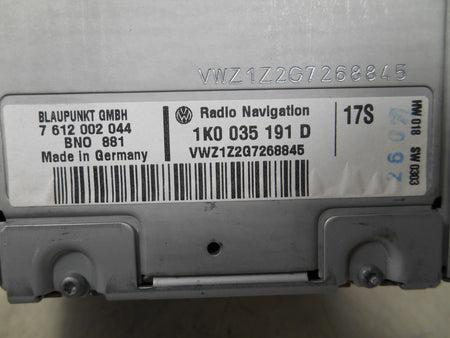 VWZ1Z2G7268845
BLAUPUNKT GMBH
7 612 002 044
BNO 881
Made in Germany
Radio Navigation
1K0 035 191 D
VWZ1Z2G7268845
17S
HW 018 SW 0303